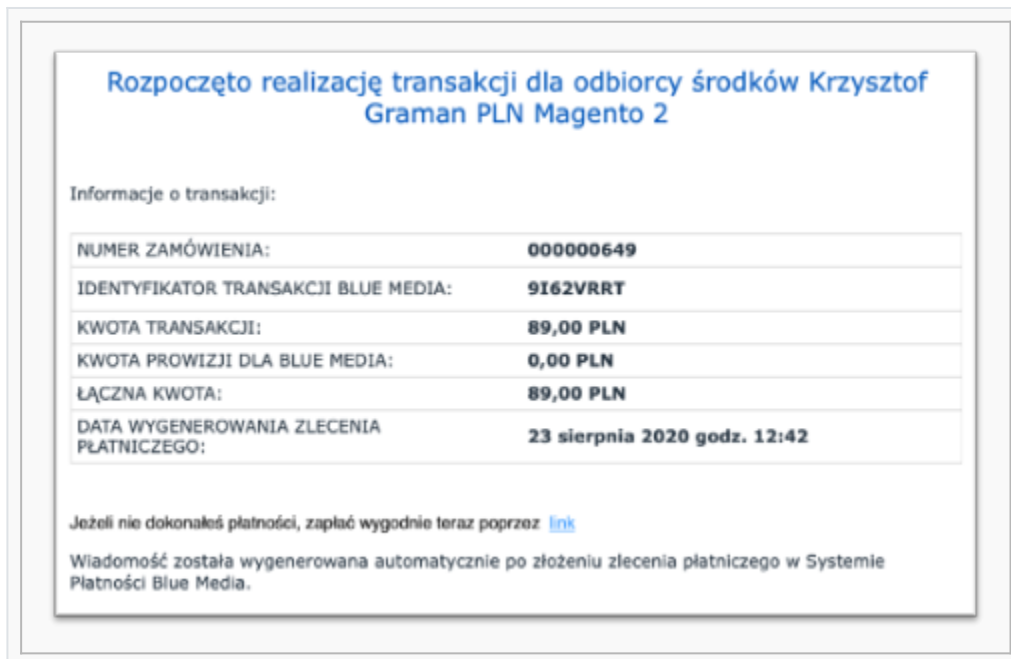 Rozpoczęto realizację transakcji dla odbiorcy środków Krzysztof
Graman PLN Magento 2
Informacje o transakcji:
NUMER ZAMÓWIENIA: 000000649
IDENTYFIKATOR TRANSAKCJI BLUE MEDIA: 9I62VRRT
KWOTA TRANSAKCJI: 89,00 PLN
KWOTA PROWIZJI DLA BLUE MEDIA: 0,00 PLN
ŁĄCZNA KWOTA: 89,00 PLN
DATA WYGENEROWANIA ZLECENIA
PŁATNICZEGO: 23 sierpnia 2020 godz. 12:42
Jeżeli nie dokonałeś płatności, zapłać wygodnie teraz poprzez link
Wiadomość została wygenerowana automatycznie po złożeniu zlecenia płatniczego w Systemie
Płatności Blue Media.